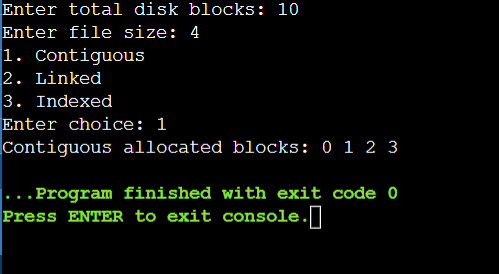 Enter total disk blocks: 10
Enter file size: 4
1. Contiguous
2. Linked
3. Indexed
Enter choice: 1
Contiguous allocated blocks: 0 1 2 3
...Program finished with exit code 0
Press ENTER to exit console.